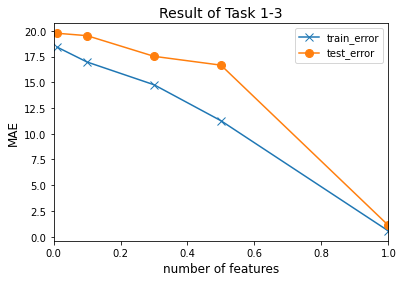 Result of Task 1-3
train_error
test_error
20.0
17.5
15.0
12.5
10.0
7.5
5.0
2.5
0.0
MAE
0.0 0.2 0.4 0.6 0.8 1.0
number of features